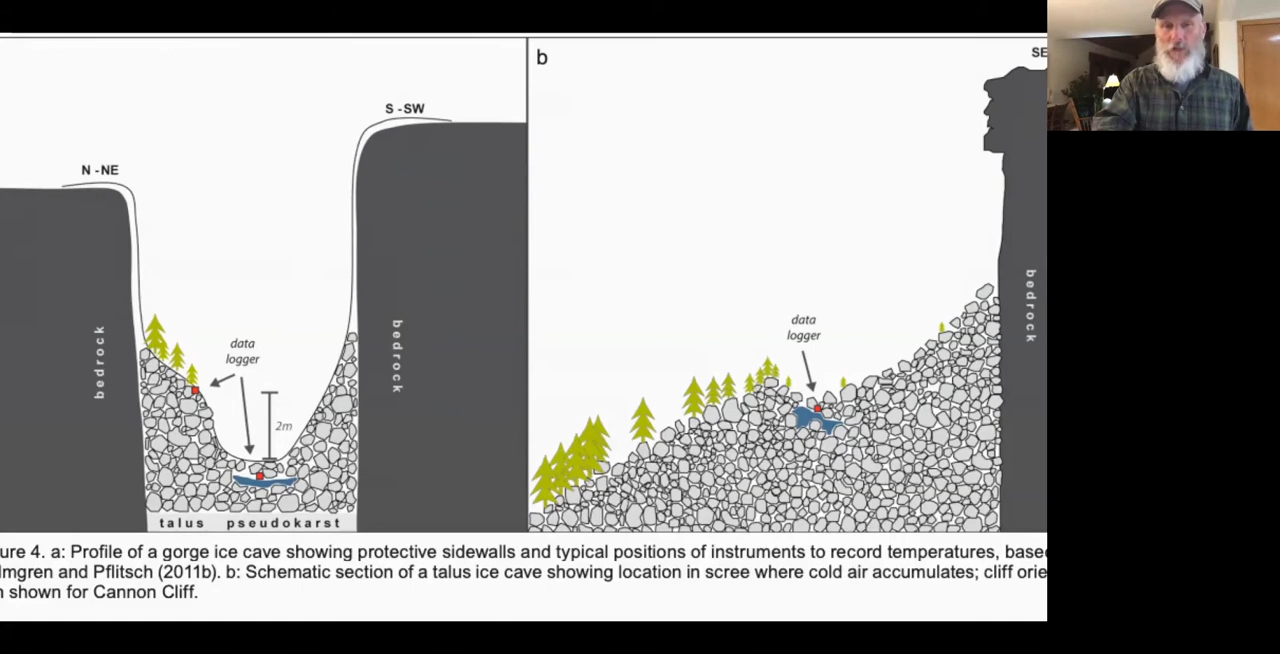 b
SE
S -SW
N -NE
bedrock
data
logger
bedrock
2m
talus pseudokarst
data
logger
bedrock
ure 4. a: Profile of a gorge ice cave showing protective sidewalls and typical positions of instruments to record temperatures, base
lmgren and Pflitsch (2011b). b: Schematic section of a talus ice cave showing location in scree where cold air accumulates; cliff orie
n shown for Cannon Cliff.